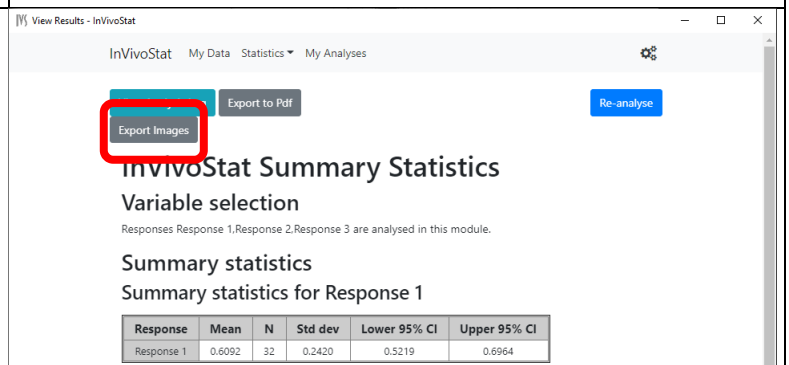 View Results - InVivoStat
InVivoStat My Data Statistics My Analyses
Export to Pdf Re-analyse
Export Images
InVivoStat Summary Statistics
Variable selection
Responses Response 1,Response 2,Response 3 are analysed in this module.
Summary statistics
Summary statistics for Response 1
Response Mean N Std dev Lower 95% CI Upper 95% CI
Response 1 0.6092 32 0.2420 0.5219 0.6964